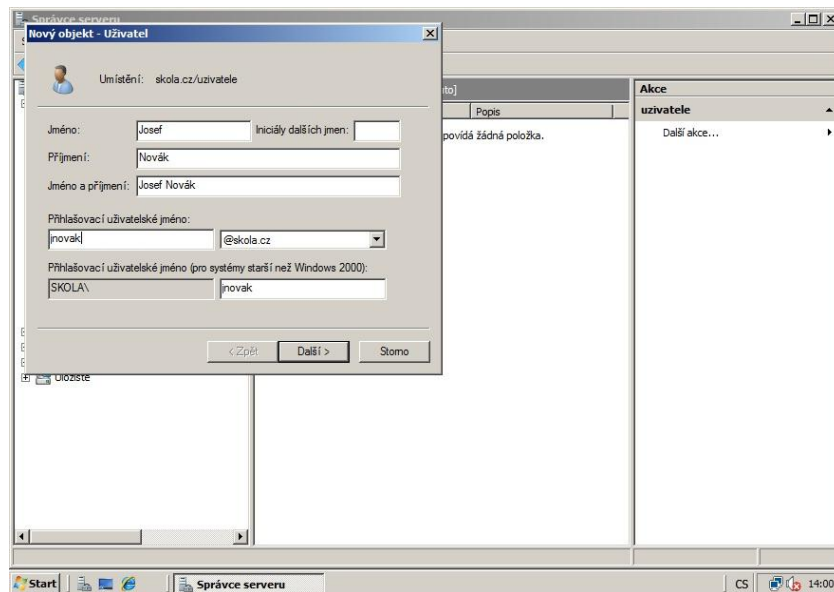 Správce serveru
Nový objekt - Uživatel
Umístění: skola.cz/uzivatele
Jméno: Josef Iniciály dalších jmen:
Příjmení: Novák
Jméno a příjmení: Josef Novák
Přihlašovací uživatelské jméno:
jnovak @skola.cz
Přihlašovací uživatelské jméno (pro systémy starší než Windows 2000):
SKOLA\ jnovak
< Zpět Další > Storno
Popis
povídá žádná položka.
Akce
uzivatele
Další akce...
Úložiště
Start Správce serveru CS 14:00